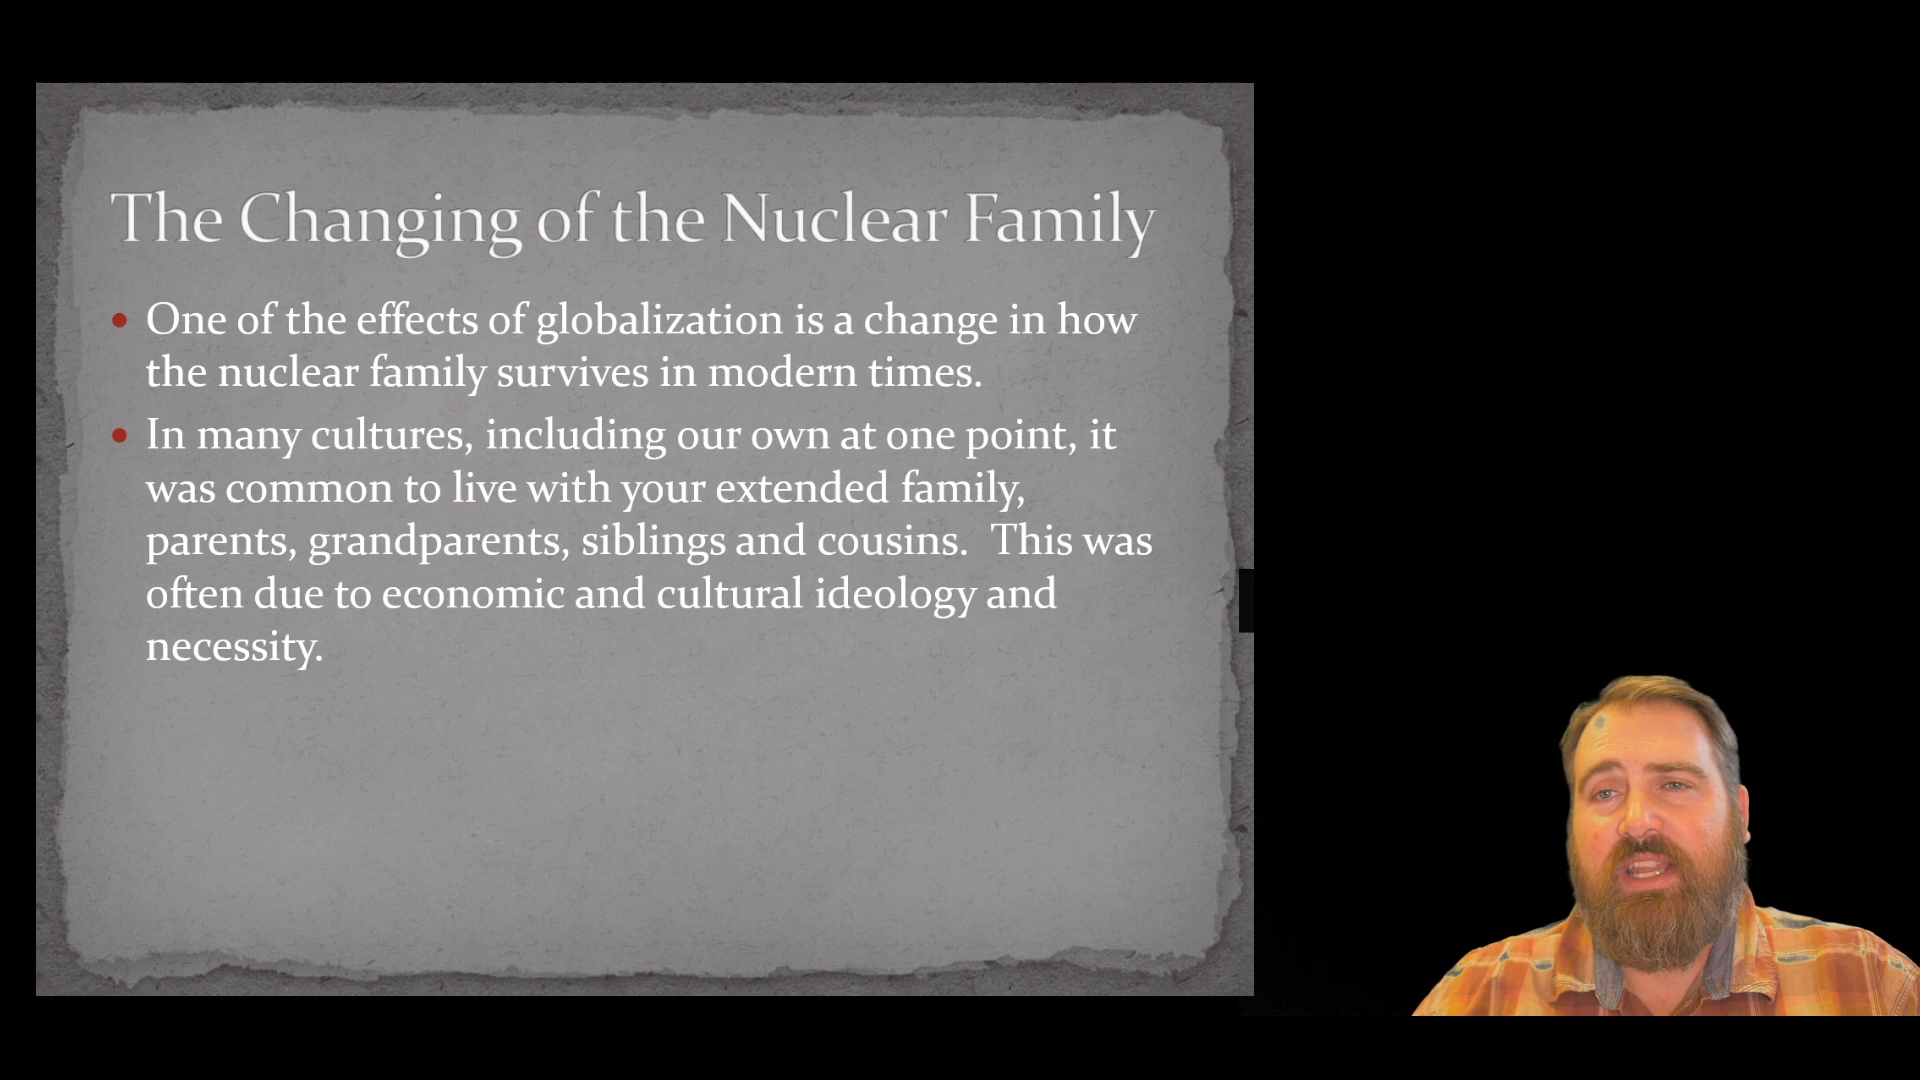 The Changing of the Nuclear Family
• One of the effects of globalization is a change in how
the nuclear family survives in modern times.
• In many cultures, including our own at one point, it
was common to live with your extended family,
parents, grandparents, siblings and cousins.  This was
often due to economic and cultural ideology and
necessity.